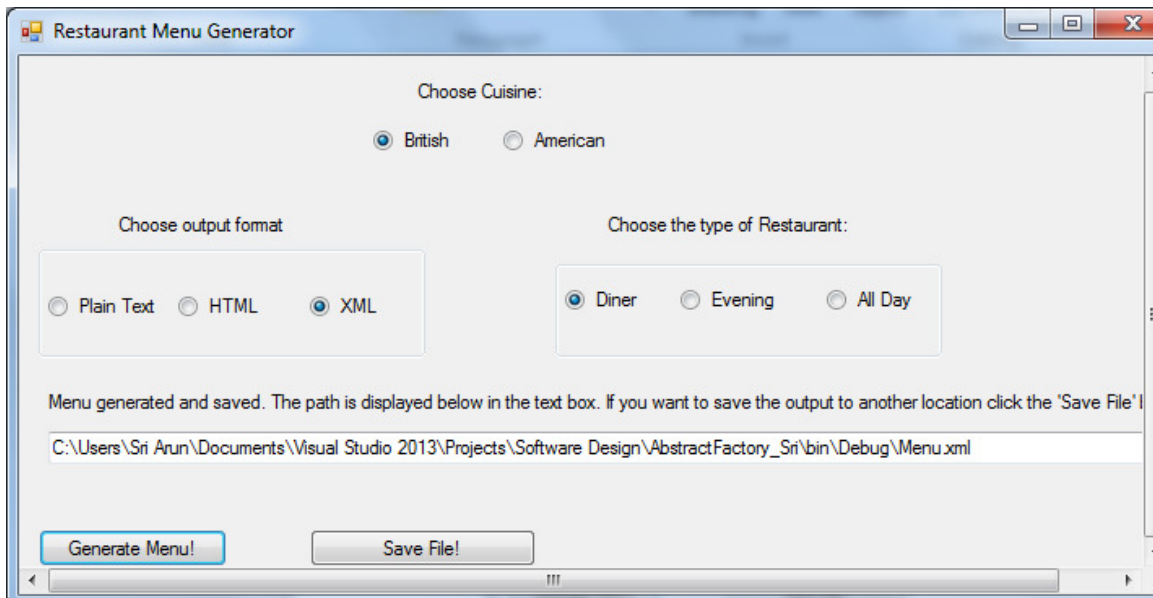 Restaurant Menu Generator
Choose Cuisine:
British American
Choose output format Choose the type of Restaurant:
Plain Text HTML XML Diner Evening All Day
Menu generated and saved. The path is displayed below in the text box. If you want to save the output to another location click the 'Save File'
C:\Users\Sri Arun\Documents\Visual Studio 2013\Projects\Software Design\AbstractFactory_Sri\bin\Debug\Menu.xml
Generate Menu! Save File!